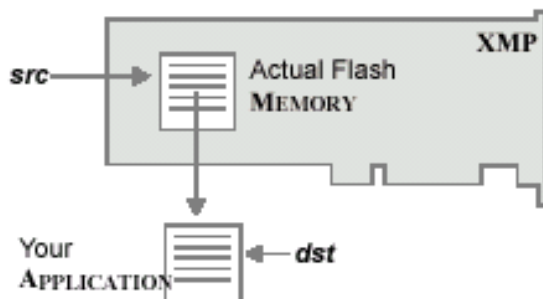 XMP
src
Actual Flash
MEMORY
Your
APPLICATION
dst